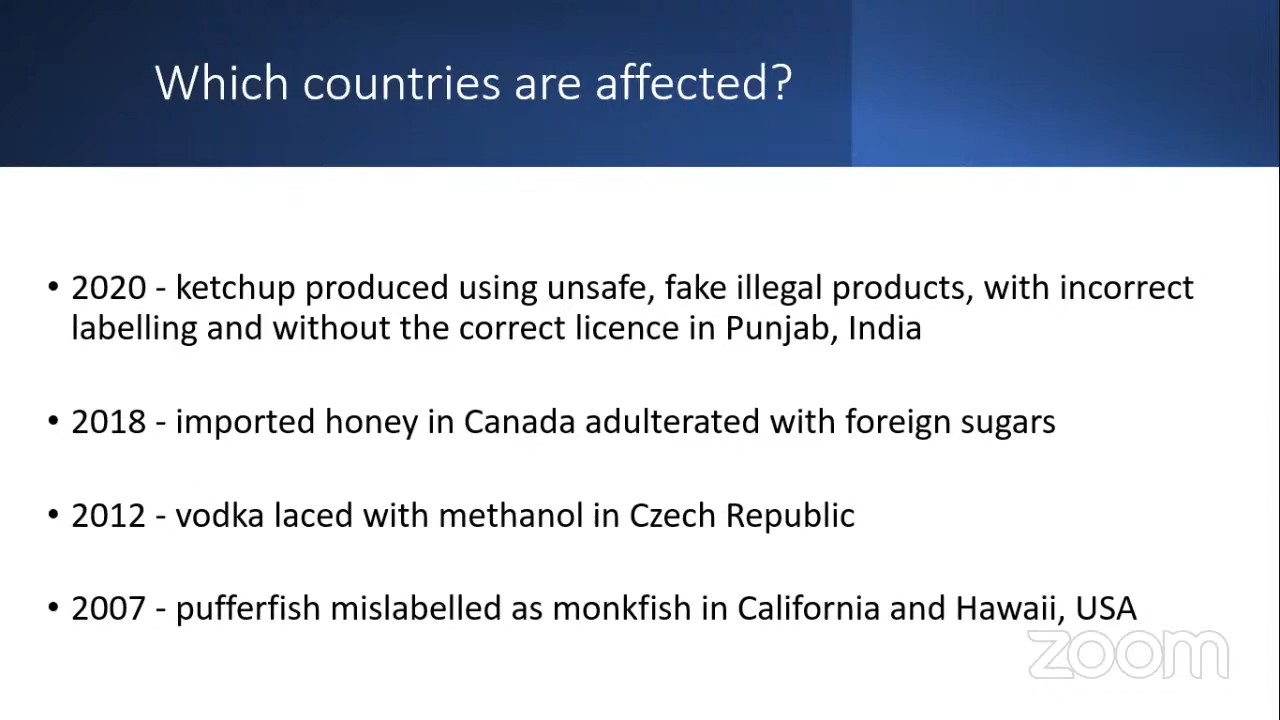 Which countries are affected?
• 2020 - ketchup produced using unsafe, fake illegal products, with incorrect
labelling and without the correct licence in Punjab, India
• 2018 - imported honey in Canada adulterated with foreign sugars
• 2012 - vodka laced with methanol in Czech Republic
• 2007 - pufferfish mislabelled as monkfish in California and Hawaii, USA
zoom